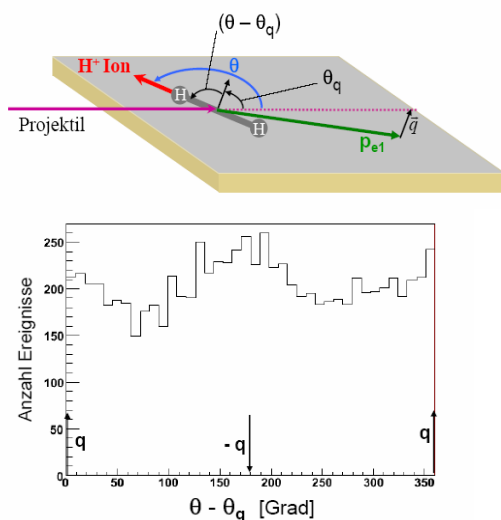 (θ − θq)
H⁺ Ion
θ
θq
H
Projektil
H
q⃗
pe1
Anzahl Ereignisse
250
200
150
100
50
0
q
- q
q
0 50 100 150 200 250 300 350
θ - θq [Grad]